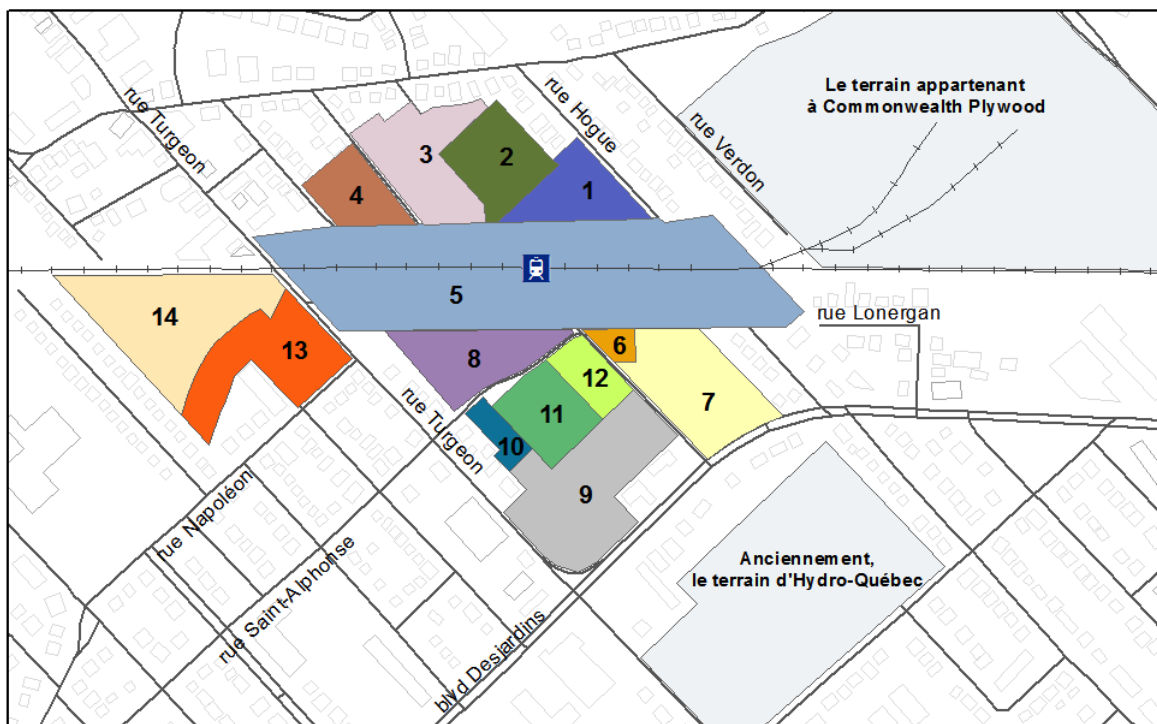 Le terrain appartenant
à Commonwealth Plywood
rue Turgeon
rue Hogue
rue Verdon
3
2
1
4
5
rue Lonergan
14
13
8
6
12
7
rue Turgeon
11
10
9
rue Napoléon
rue Saint-Alphonse
blvd Desjardins
Anciennement,
le terrain d'Hydro-Québec